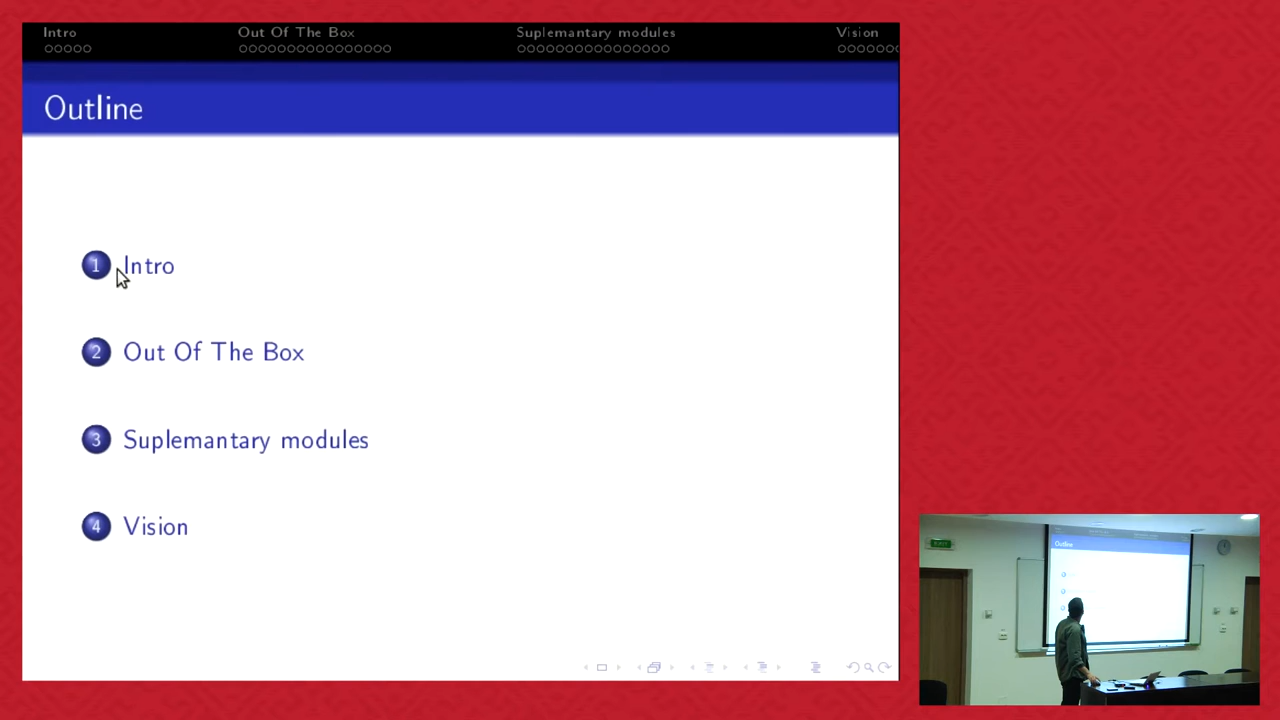 Intro Out Of The Box Suplemantary modules Vision
Outline
1 Intro
2 Out Of The Box
3 Suplemantary modules
4 Vision
Outline